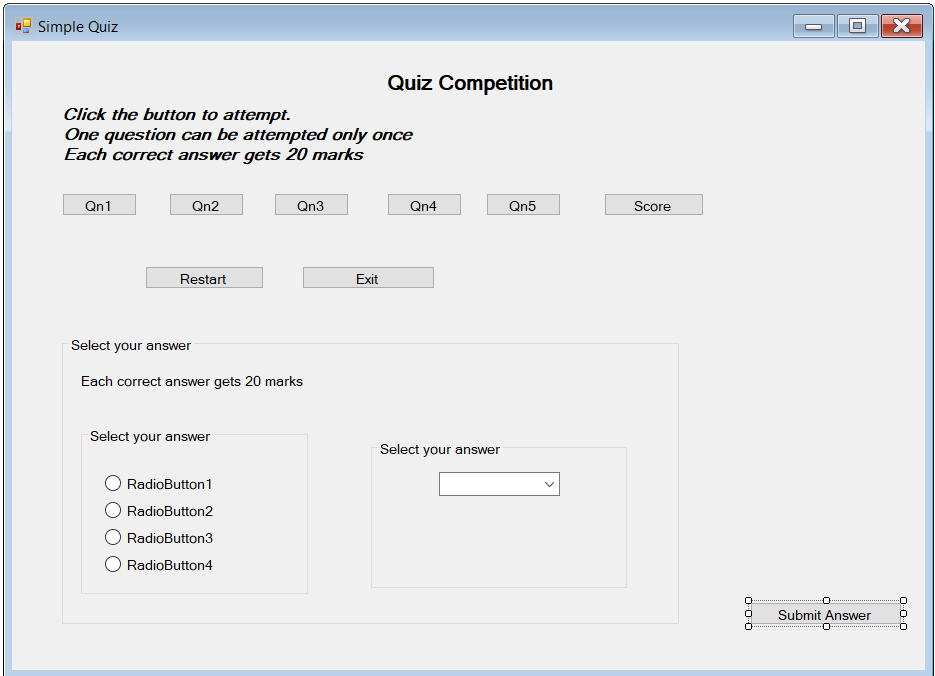 Simple Quiz
Quiz Competition
Click the button to attempt.
One question can be attempted only once
Each correct answer gets 20 marks
Qn1 Qn2 Qn3 Qn4 Qn5 Score
Restart Exit
Select your answer
Each correct answer gets 20 marks
Select your answer
RadioButton1
RadioButton2
RadioButton3
RadioButton4
Select your answer
Submit Answer